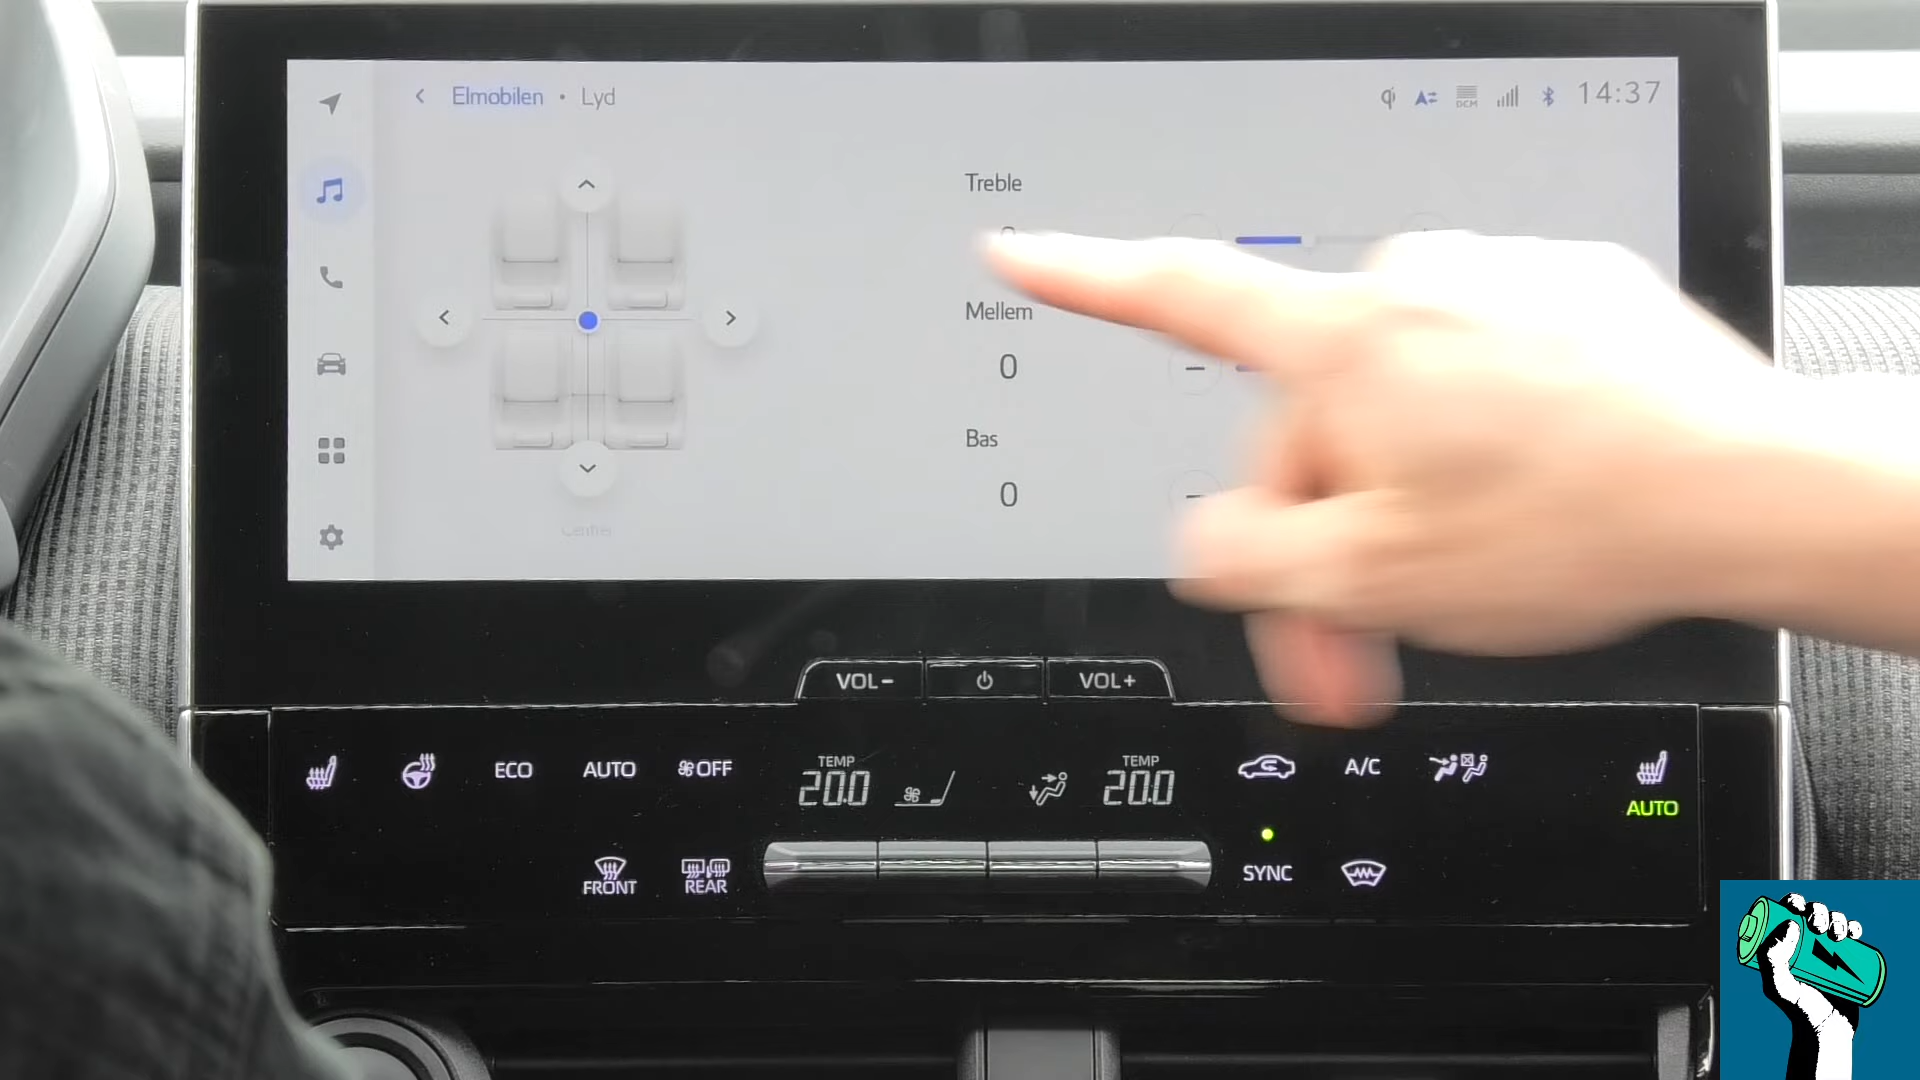 Elmobilen • Lyd
DCM
14:37
Treble
Mellem
0
Bas
0
VOL-
VOL+
ECO
AUTO
OFF
TEMP
20.0
TEMP
20.0
A/C
AUTO
FRONT
REAR
SYNC